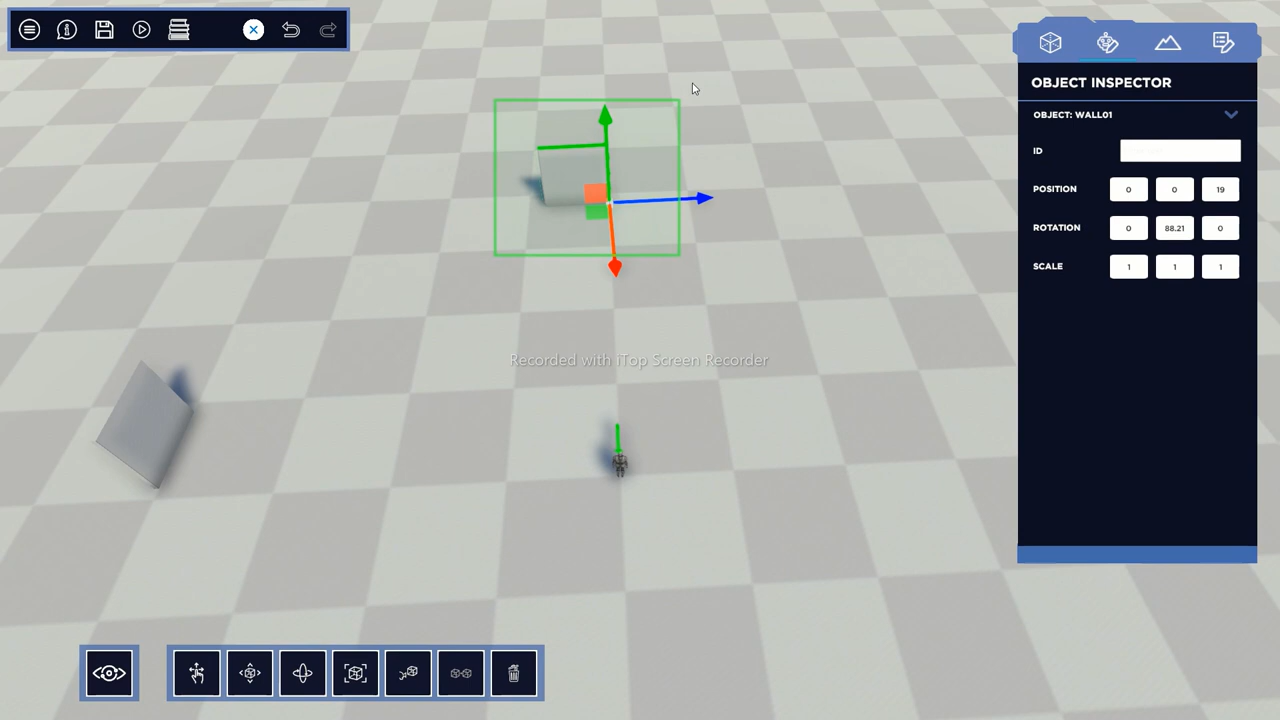 OBJECT INSPECTOR
OBJECT: WALL01
ID
POSITION 0 0 19
ROTATION 0 88.21 0
SCALE 1 1 1
Recorded with iTop Screen Recorder